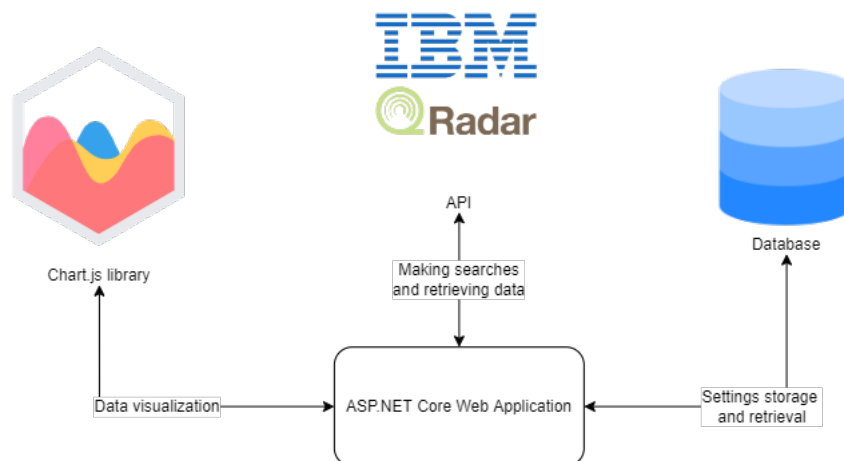 IBM
QRadar
API
Database
Chart.js library
Making searches
and retrieving data
Data visualization
ASP.NET Core Web Application
Settings storage
and retrieval